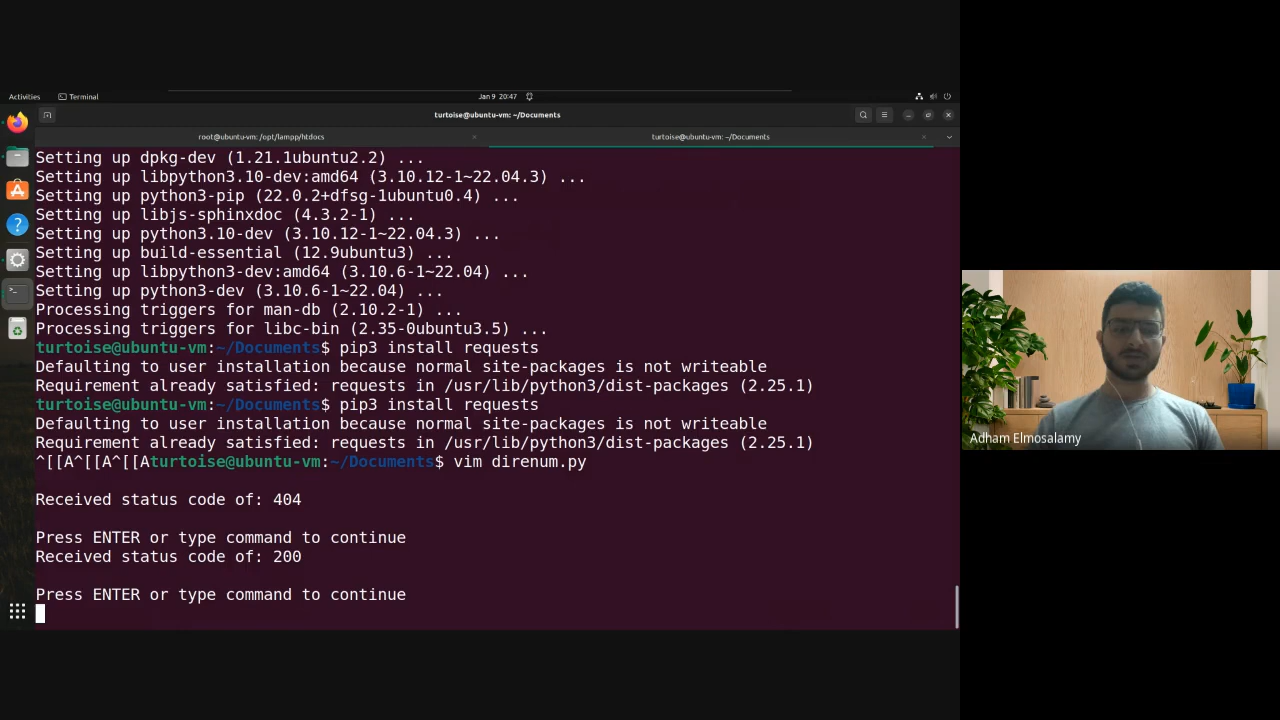 Activities
Terminal
Jan 9 20:47
turtoise@ubuntu-vm: ~/Documents
root@ubuntu-vm: /opt/lampp/htdocs
turtoise@ubuntu-vm: ~/Documents
Setting up dpkg-dev (1.21.1ubuntu2.2) ...
Setting up libpython3.10-dev:amd64 (3.10.12-1~22.04.3) ...
Setting up python3-pip (22.0.2+dfsg-1ubuntu0.4) ...
Setting up libjs-sphinxdoc (4.3.2-1) ...
Setting up python3.10-dev (3.10.12-1~22.04.3) ...
Setting up build-essential (12.9ubuntu3) ...
Setting up libpython3-dev:amd64 (3.10.6-1~22.04) ...
Setting up python3-dev (3.10.6-1~22.04) ...
Processing triggers for man-db (2.10.2-1) ...
Processing triggers for libc-bin (2.35-0ubuntu3.5) ...
turtoise@ubuntu-vm:~/Documents$ pip3 install requests
Defaulting to user installation because normal site-packages is not writeable
Requirement already satisfied: requests in /usr/lib/python3/dist-packages (2.25.1)
turtoise@ubuntu-vm:~/Documents$ pip3 install requests
Defaulting to user installation because normal site-packages is not writeable
Requirement already satisfied: requests in /usr/lib/python3/dist-packages (2.25.1)
^[[A^[[A^[[Aturtoise@ubuntu-vm:~/Documents$ vim direnum.py
Received status code of: 404
Press ENTER or type command to continue
Received status code of: 200
Press ENTER or type command to continue
Adham Elmosalamy